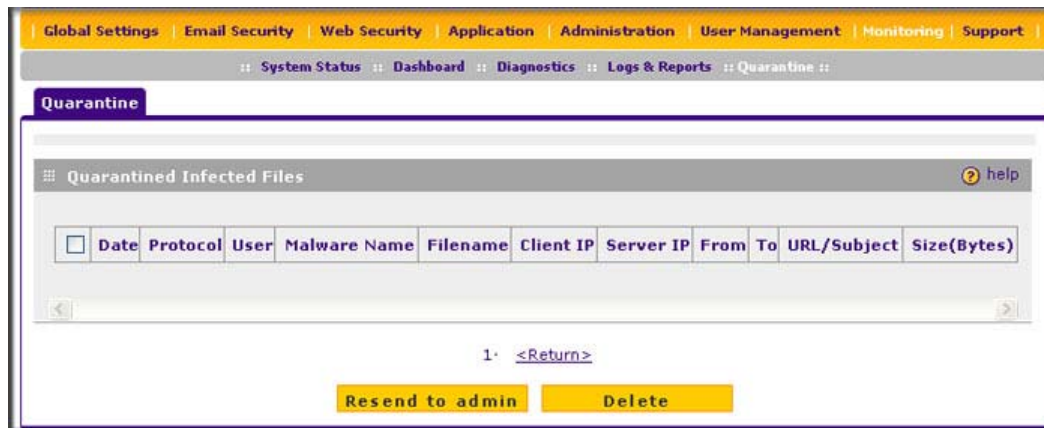 | Global Settings | Email Security | Web Security | Application | Administration | User Management | Monitoring | Support |
:: System Status :: Dashboard :: Diagnostics :: Logs & Reports :: Quarantine ::
Quarantine
Quarantined Infected Files
? help
Date Protocol User Malware Name Filename Client IP Server IP From To URL/Subject Size(Bytes)
1· <Return>
Resend to admin Delete